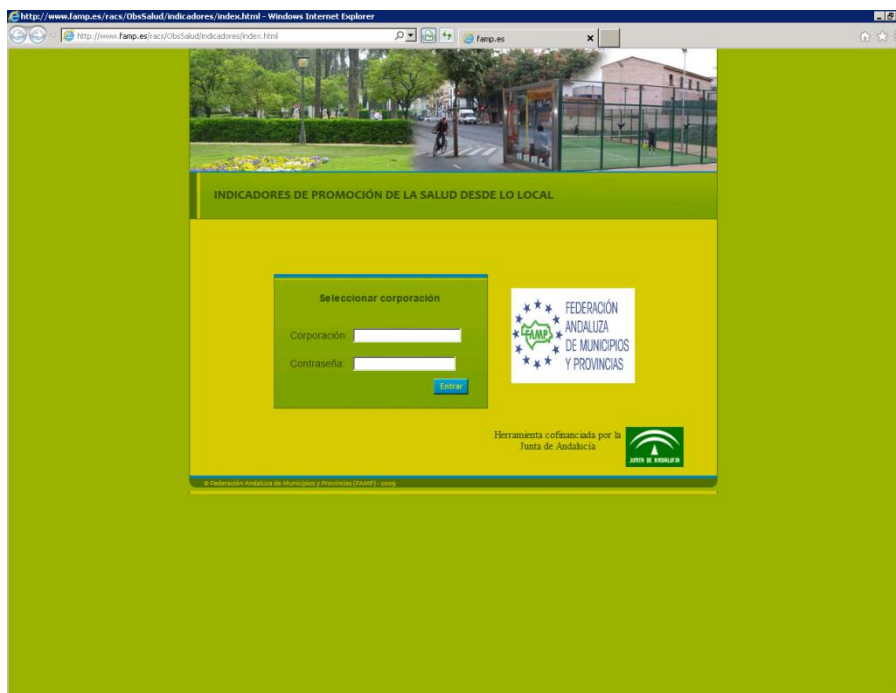 http://www.famp.es/racs/ObsSalud/indicadores/index.html - Windows Internet Explorer
http://www.famp.es/racs/ObsSalud/indicadores/index.html
famp.es
INDICADORES DE PROMOCIÓN DE LA SALUD DESDE LO LOCAL
Seleccionar corporación
Corporación:
Contraseña:
Entrar
FAMP
FEDERACIÓN
ANDALUZA
DE MUNICIPIOS
Y PROVINCIAS
Herramienta cofinanciada por la
Junta de Andalucía
JUNTA DE ANDALUCIA
© Federación Andaluza de Municipios y Provincias (FAMP) - 2009